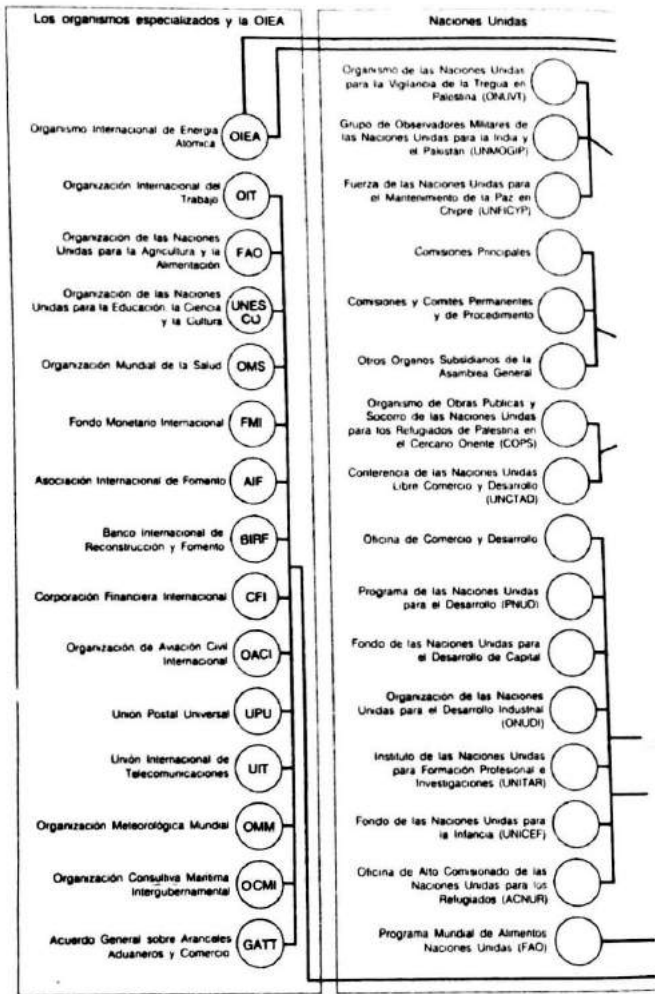 Los organismos especializados y la OIEA
Organismo Internacional de Energía
Atómica
OIEA
Organización Internacional del
Trabajo
OIT
Organización de las Naciones
Unidas para la Agricultura y la
Alimentación
FAO
Organización de las Naciones
Unidas para la Educación, la Ciencia
y la Cultura
UNES
CO
Organización Mundial de la Salud
OMS
Fondo Monetario Internacional
FMI
Asociación Internacional de Fomento
AIF
Banco Internacional de
Reconstrucción y Fomento
BIRF
Corporación Financiera Internacional
CFI
Organización de Aviación Civil
Internacional
OACI
Unión Postal Universal
UPU
Unión Internacional de
Telecomunicaciones
UIT
Organización Meteorológica Mundial
OMM
Organización Consultiva Marítima
Intergubernamental
OCMI
Acuerdo General sobre Aranceles
Aduaneros y Comercio
GATT
Naciones Unidas
Organismo de las Naciones Unidas
para la Vigilancia de la Tregua en
Palestina (ONUVT)
Grupo de Observadores Militares de
las Naciones Unidas para la India y
el Pakistán (UNMOGIP)
Fuerza de las Naciones Unidas para
el Mantenimiento de la Paz en
Chipre (UNFICYP)
Comisiones Principales
Comisiones y Comités Permanentes
y de Procedimiento
Otros Organos Subsidianos de la
Asambrea General
Organismo de Obras Publicas y
Socorro de las Naciones Unidas
para los Refugiados de Palestina en
el Cercano Oriente (COPS)
Conferencia de las Naciones Unidas
Libre Comercio y Desarrollo
(UNCTAD)
Oficina de Comercio y Desarrollo
Programa de las Naciones Unidas
para el Desarrollo (PNUD)
Fondo de las Naciones Unidas para
el Desarrollo de Capital
Organización de las Naciones
Unidas para el Desarrollo Industrial
(ONUDI)
Instituto de las Naciones Unidas
para Formación Profesional e
Investigaciones (UNITAR)
Fondo de las Naciones Unidas para
la Infancia (UNICEF)
Oficina de Alto Comisionado de las
Naciones Unidas para los
Refugiados (ACNUR)
Programa Mundial de Alimentos
Naciones Unidas (FAO)